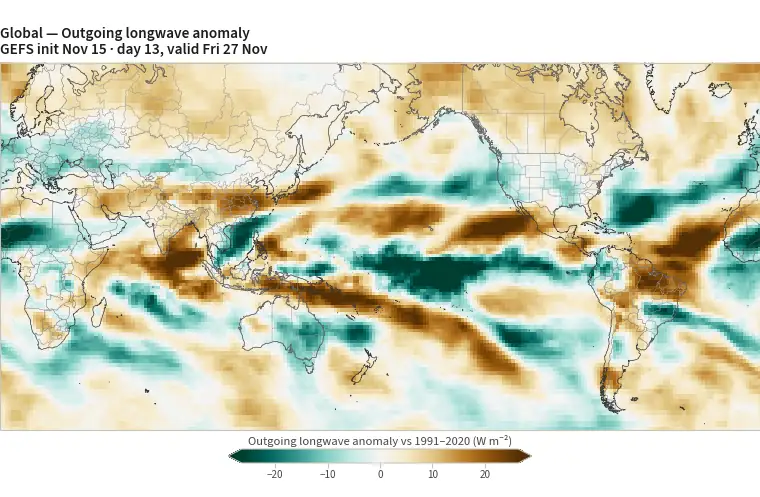 Global — Outgoing longwave anomaly
GEFS init Nov 15 · day 13, valid Fri 27 Nov
Outgoing longwave anomaly vs 1991–2020 (W m⁻²)
−20 −10 0 10 20